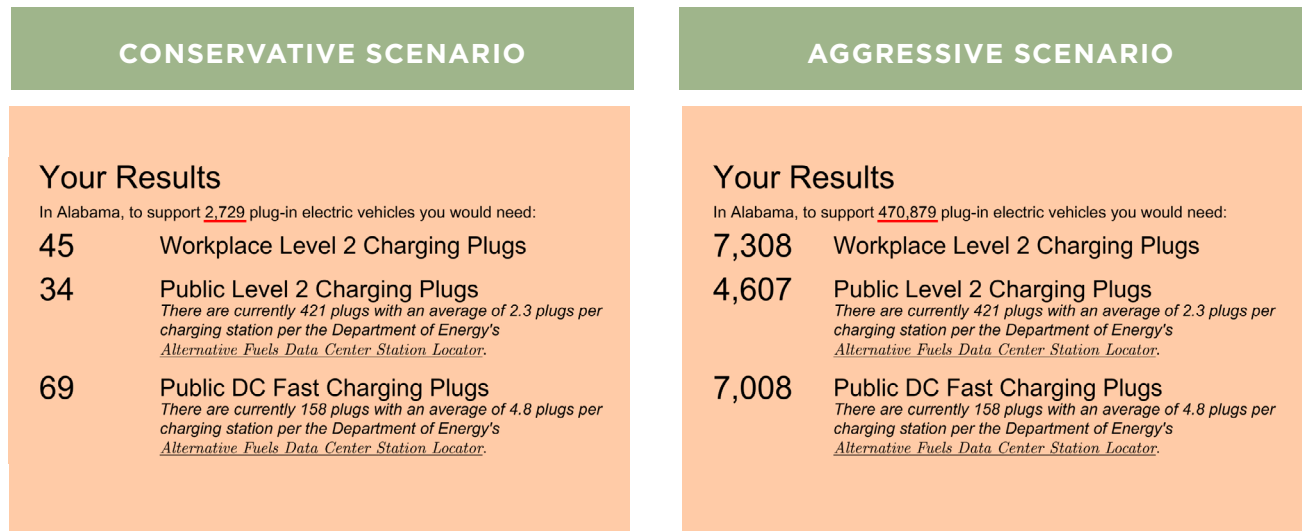 CONSERVATIVE SCENARIO
Your Results
In Alabama, to support 2,729 plug-in electric vehicles you would need:
45 Workplace Level 2 Charging Plugs
34 Public Level 2 Charging Plugs
There are currently 421 plugs with an average of 2.3 plugs per
charging station per the Department of Energy's
Alternative Fuels Data Center Station Locator.
69 Public DC Fast Charging Plugs
There are currently 158 plugs with an average of 4.8 plugs per
charging station per the Department of Energy's
Alternative Fuels Data Center Station Locator.
AGGRESSIVE SCENARIO
Your Results
In Alabama, to support 470,879 plug-in electric vehicles you would need:
7,308 Workplace Level 2 Charging Plugs
4,607 Public Level 2 Charging Plugs
There are currently 421 plugs with an average of 2.3 plugs per
charging station per the Department of Energy's
Alternative Fuels Data Center Station Locator.
7,008 Public DC Fast Charging Plugs
There are currently 158 plugs with an average of 4.8 plugs per
charging station per the Department of Energy's
Alternative Fuels Data Center Station Locator.